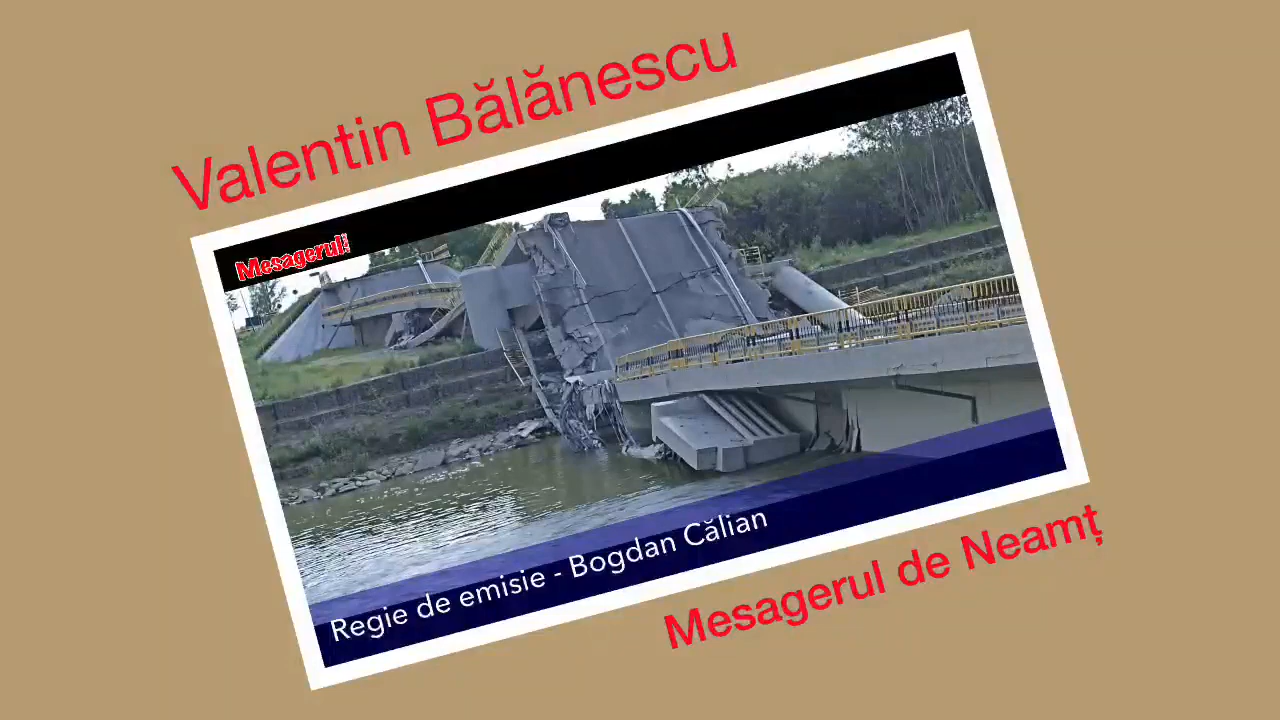 Valentin Bălănescu
Mesagerul
Regie de emisie - Bogdan Călian
Mesagerul de Neamț